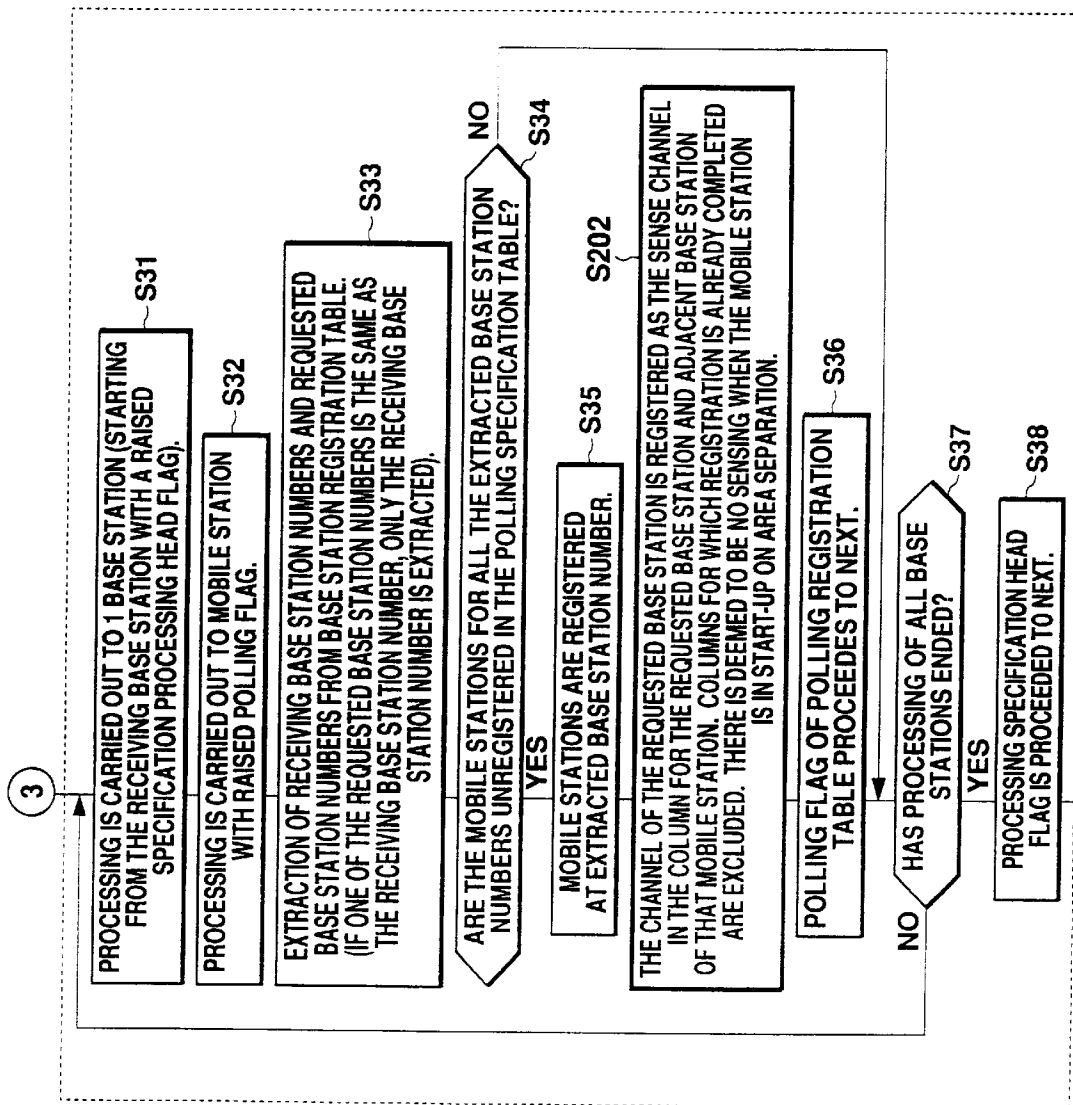 3
PROCESSING IS CARRIED OUT TO 1 BASE STATION (STARTING
FROM THE RECEIVING BASE STATION WITH A RAISED
SPECIFICATION PROCESSING HEAD FLAG).
S31
PROCESSING IS CARRIED OUT TO MOBILE STATION
WITH RAISED POLLING FLAG.
S32
EXTRACTION OF RECEIVING BASE STATION NUMBERS AND REQUESTED
BASE STATION NUMBERS FROM BASE STATION REGISTRATION TABLE.
(IF ONE OF THE REQUESTED BASE STATION NUMBERS IS THE SAME AS
THE RECEIVING BASE STATION NUMBER, ONLY THE RECEIVING BASE
STATION NUMBER IS EXTRACTED).
S33
ARE THE MOBILE STATIONS FOR ALL THE EXTRACTED BASE STATION
NUMBERS UNREGISTERED IN THE POLLING SPECIFICATION TABLE?
NO
S34
YES
MOBILE STATIONS ARE REGISTERED
AT EXTRACTED BASE STATION NUMBER.
S35
THE CHANNEL OF THE REQUESTED BASE STATION IS REGISTERED AS THE SENSE CHANNEL
IN THE COLUMN FOR THE REQUESTED BASE STATION AND ADJACENT BASE STATION
OF THAT MOBILE STATION. COLUMNS FOR WHICH REGISTRATION IS ALREADY COMPLETED
ARE EXCLUDED. THERE IS DEEMED TO BE NO SENSING WHEN THE MOBILE STATION
IS IN START-UP ON AREA SEPARATION.
S202
POLLING FLAG OF POLLING REGISTRATION
TABLE PROCEEDES TO NEXT.
S36
HAS PROCESSING OF ALL BASE
STATIONS ENDED?
S37
NO
YES
PROCESSING SPECIFICATION HEAD
FLAG IS PROCEEDED TO NEXT.
S38